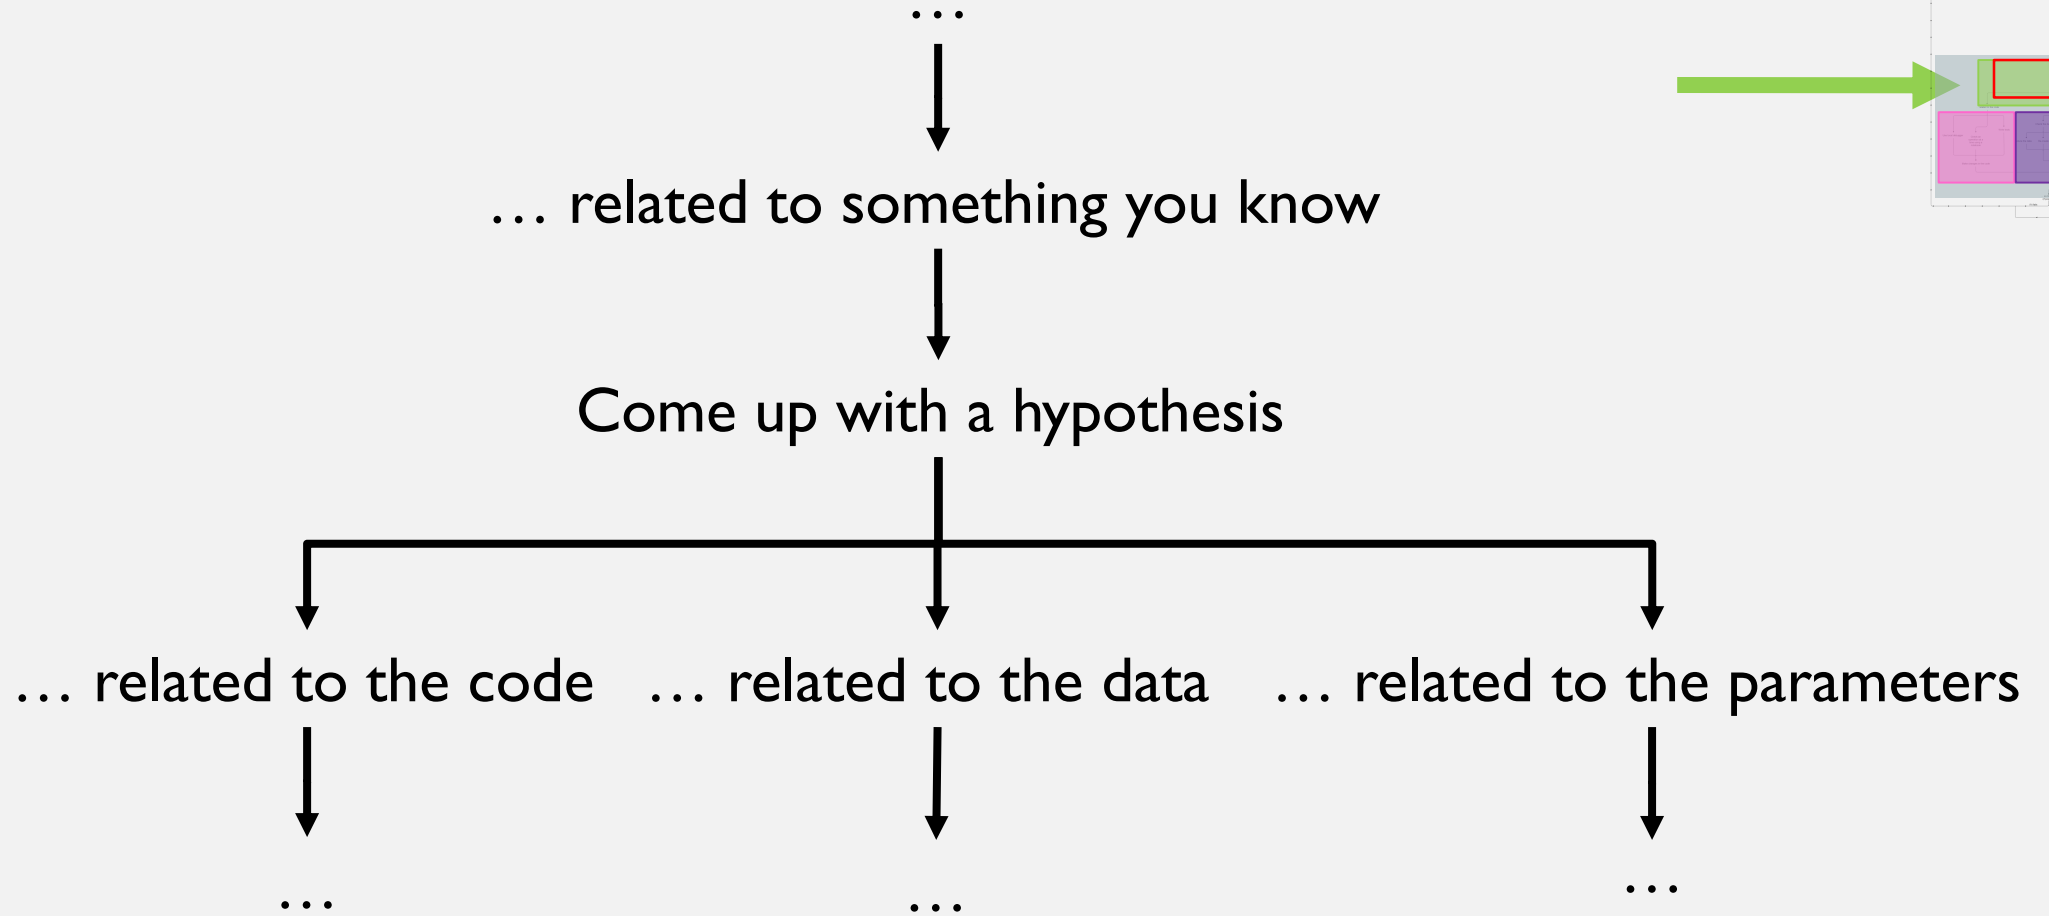 …
… related to something you know
Come up with a hypothesis
… related to the code … related to the data … related to the parameters
… … …